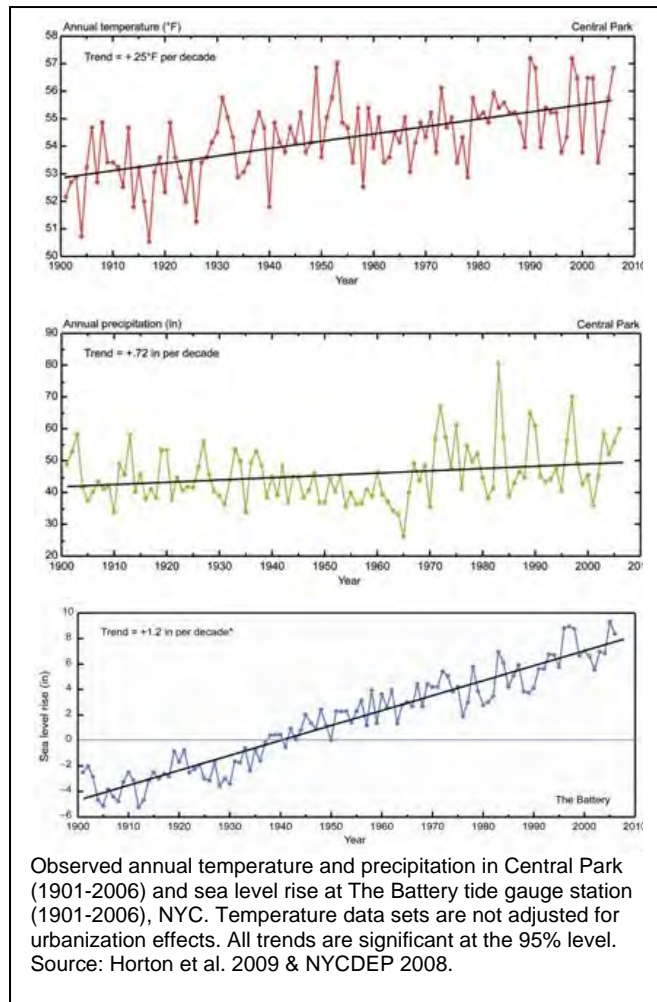 Annual temperature (°F) Central Park
58
57
56
55
54
53
52
51
50
Trend = +.25°F per decade
1900 1910 1920 1930 1940 1950 1960 1970 1980 1990 2000 2010
Year
Annual precipitation (in) Central Park
90
80
70
60
50
40
30
20
Trend = +.72 in per decade
1900 1910 1920 1930 1940 1950 1960 1970 1980 1990 2000 2010
Year
10
8
6
4
2
0
-2
-4
-6
Sea level rise (in)
Trend = +1.2 in per decade*
The Battery
1900 1910 1920 1930 1940 1950 1960 1970 1980 1990 2000 2010
Year
Observed annual temperature and precipitation in Central Park
(1901-2006) and sea level rise at The Battery tide gauge station
(1901-2006), NYC. Temperature data sets are not adjusted for
urbanization effects. All trends are significant at the 95% level.
Source: Horton et al. 2009 & NYCDEP 2008.